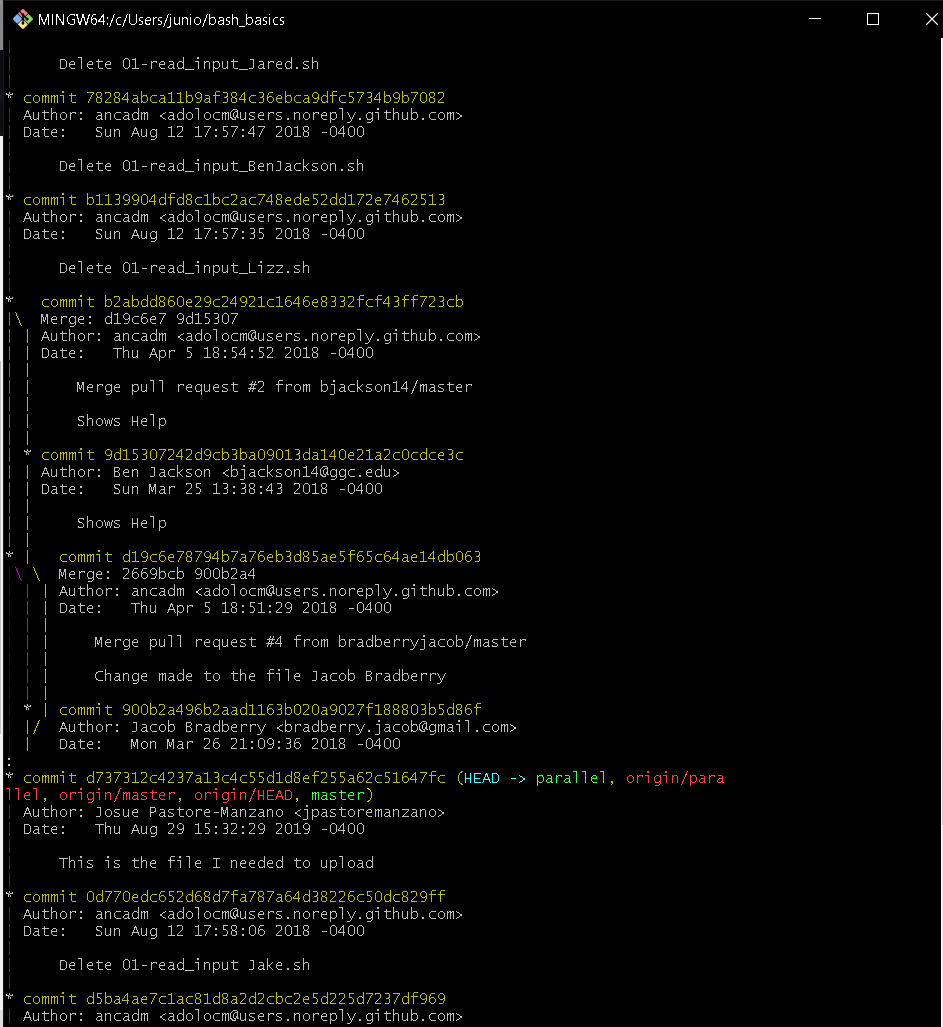 MINGW64:/c/Users/junio/bash_basics
|
|     Delete 01-read_input_Jared.sh
|
* commit 78284abca11b9af384c36ebca9dfc5734b9b7082
| Author: ancadm <adolocm@users.noreply.github.com>
| Date:   Sun Aug 12 17:57:47 2018 -0400
|
|     Delete 01-read_input_BenJackson.sh
|
* commit b1139904dfd8c1bc2ac748ede52dd172e7462513
| Author: ancadm <adolocm@users.noreply.github.com>
| Date:   Sun Aug 12 17:57:35 2018 -0400
|
|     Delete 01-read_input_Lizz.sh
|
*   commit b2abdd860e29c24921c1646e8332fcf43ff723cb
|\  Merge: d19c6e7 9d15307
| | Author: ancadm <adolocm@users.noreply.github.com>
| | Date:   Thu Apr 5 18:54:52 2018 -0400
| |
| |     Merge pull request #2 from bjackson14/master
| |
| |     Shows Help
| |
| * commit 9d15307242d9cb3ba09013da140e21a2c0cdce3c
| | Author: Ben Jackson <bjackson14@ggc.edu>
| | Date:   Sun Mar 25 13:38:43 2018 -0400
| |
| |     Shows Help
| |
* |   commit d19c6e78794b7a76eb3d85ae5f65c64ae14db063
|\ \  Merge: 2669bcb 900b2a4
| | | Author: ancadm <adolocm@users.noreply.github.com>
| | | Date:   Thu Apr 5 18:51:29 2018 -0400
| | |
| | |     Merge pull request #4 from bradberryjacob/master
| | |
| | |     Change made to the file Jacob Bradberry
| | |
| * | commit 900b2a496b2aad1163b020a9027f188803b5d86f
| |/  Author: Jacob Bradberry <bradberry.jacob@gmail.com>
| |   Date:   Mon Mar 26 21:09:36 2018 -0400
:
* commit d737312c4237a13c4c55d1d8ef255a62c51647fc (HEAD -> parallel, origin/para
llel, origin/master, origin/HEAD, master)
| Author: Josue Pastore-Manzano <jpastoremanzano>
| Date:   Thu Aug 29 15:32:29 2019 -0400
|
|     This is the file I needed to upload
|
* commit 0d770edc652d68d7fa787a64d38226c50dc829ff
| Author: ancadm <adolocm@users.noreply.github.com>
| Date:   Sun Aug 12 17:58:06 2018 -0400
|
|     Delete 01-read_input Jake.sh
|
* commit d5ba4ae7c1ac81d8a2d2cbc2e5d225d7237df969
| Author: ancadm <adolocm@users.noreply.github.com>